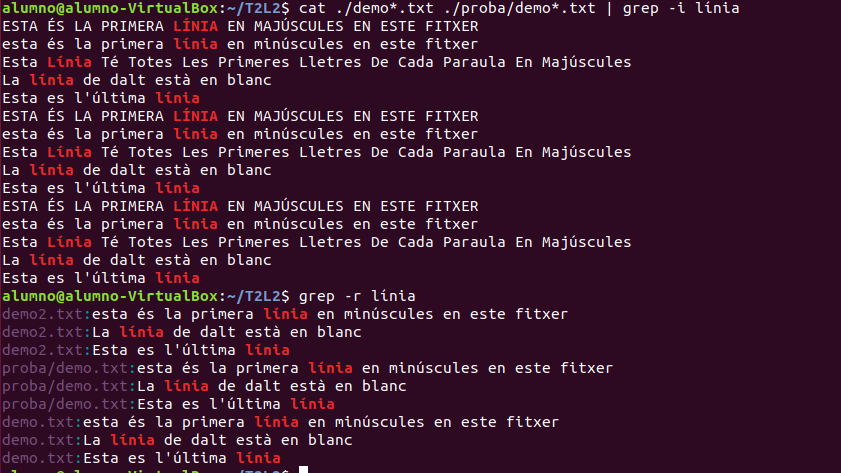 alumno@alumno-VirtualBox:~/T2L2$ cat ./demo*.txt ./proba/demo*.txt | grep -i línia
ESTA ÉS LA PRIMERA LÍNIA EN MAJÚSCULES EN ESTE FITXER
esta és la primera línia en minúscules en este fitxer
Esta Línia Té Totes Les Primeres Lletres De Cada Paraula En Majúscules
La línia de dalt està en blanc
Esta es l'última línia
ESTA ÉS LA PRIMERA LÍNIA EN MAJÚSCULES EN ESTE FITXER
esta és la primera línia en minúscules en este fitxer
Esta Línia Té Totes Les Primeres Lletres De Cada Paraula En Majúscules
La línia de dalt està en blanc
Esta es l'última línia
ESTA ÉS LA PRIMERA LÍNIA EN MAJÚSCULES EN ESTE FITXER
esta és la primera línia en minúscules en este fitxer
Esta Línia Té Totes Les Primeres Lletres De Cada Paraula En Majúscules
La línia de dalt està en blanc
Esta es l'última línia
alumno@alumno-VirtualBox:~/T2L2$ grep -r línia
demo2.txt:esta és la primera línia en minúscules en este fitxer
demo2.txt:La línia de dalt està en blanc
demo2.txt:Esta es l'última línia
proba/demo.txt:esta és la primera línia en minúscules en este fitxer
proba/demo.txt:La línia de dalt està en blanc
proba/demo.txt:Esta es l'última línia
demo.txt:esta és la primera línia en minúscules en este fitxer
demo.txt:La línia de dalt està en blanc
demo.txt:Esta es l'última línia
alumno@alumno-VirtualBox:~/T2L2$